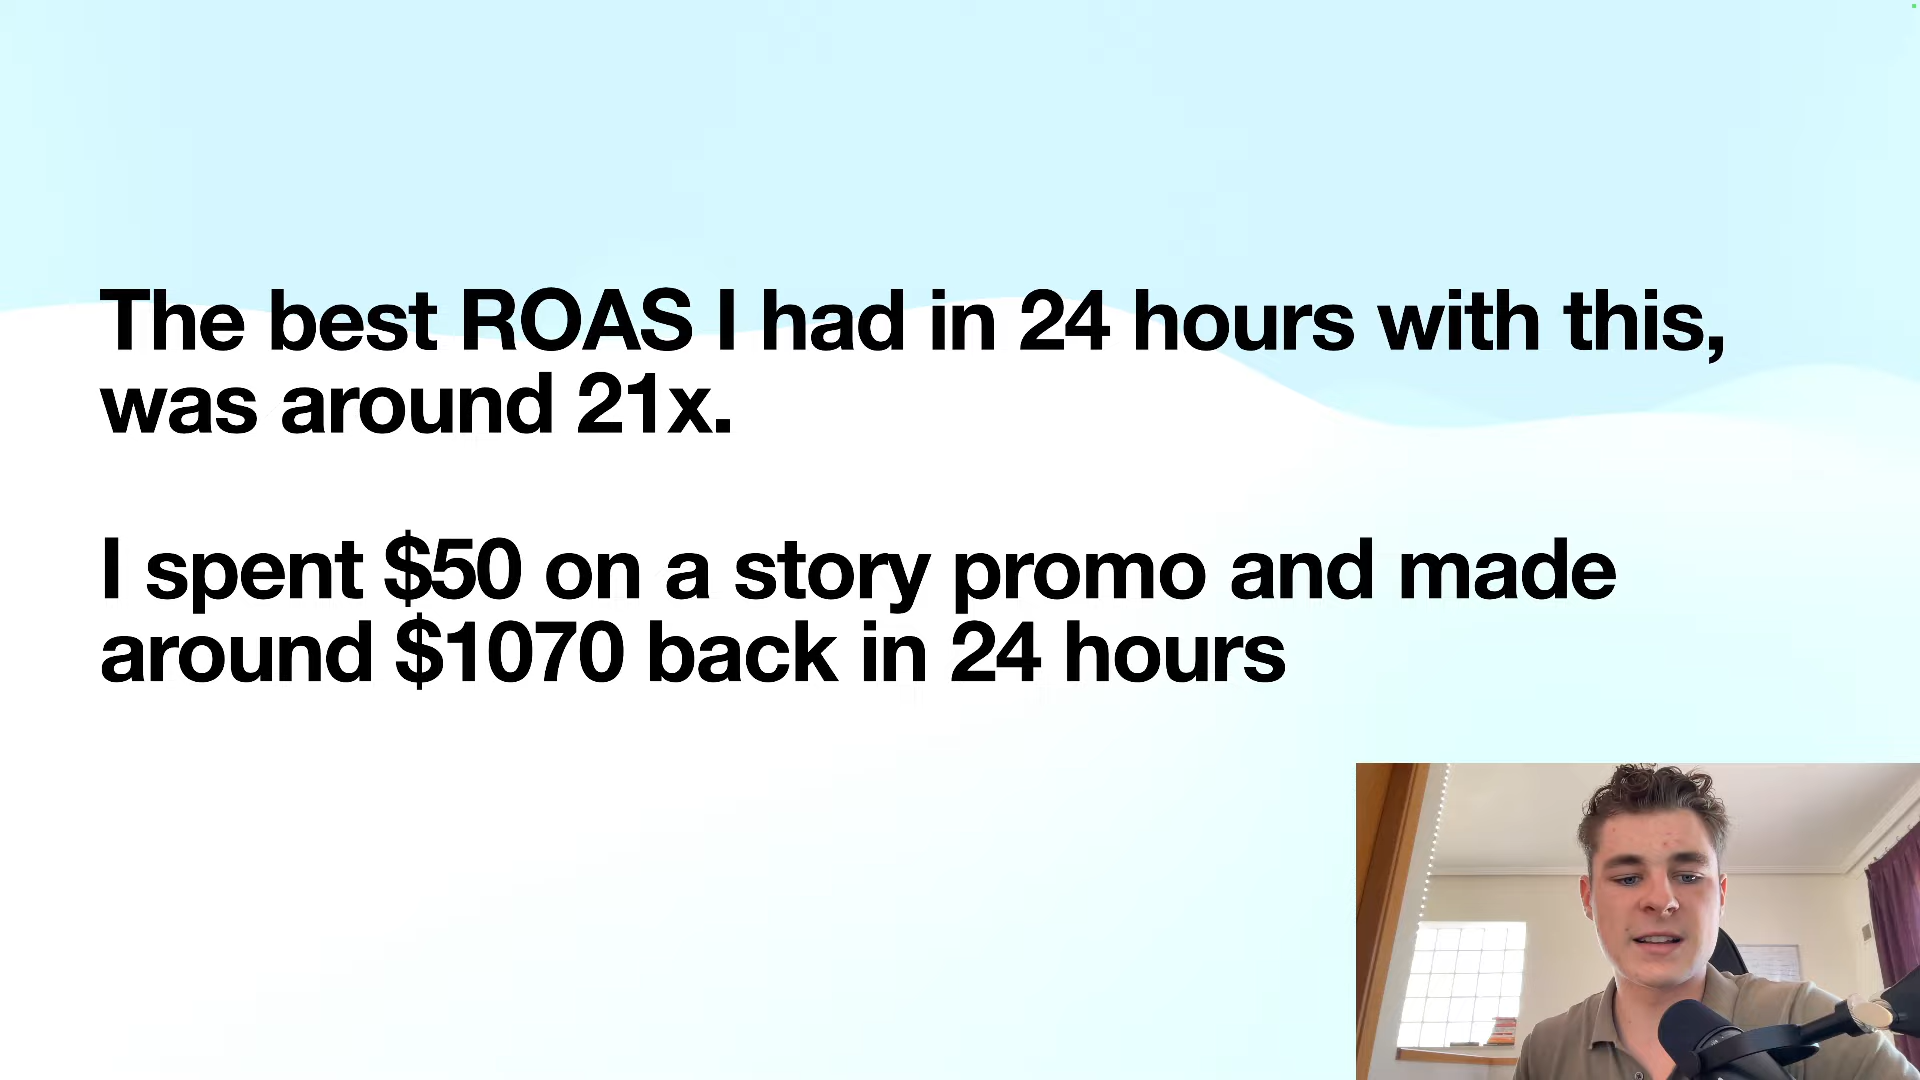 The best ROAS I had in 24 hours with this,
was around 21x.
I spent $50 on a story promo and made
around $1070 back in 24 hours